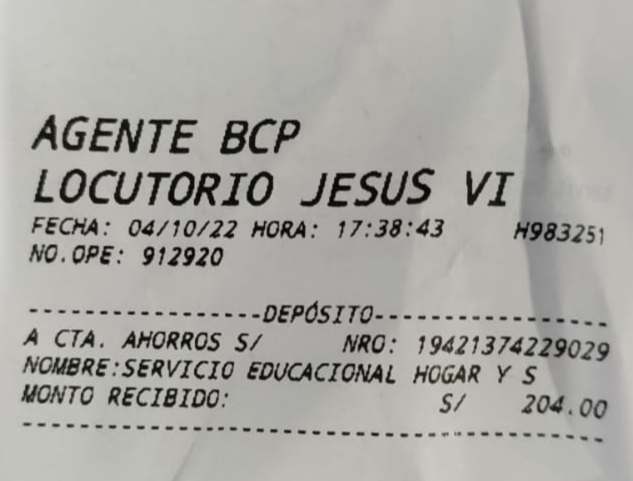 AGENTE BCP
LOCUTORIO JESUS VI
FECHA: 04/10/22 HORA: 17:38:43 H983251
NO.OPE: 912920
-----------------DEPÓSITO-----------------
A CTA. AHORROS S/ NRO: 19421374229029
NOMBRE:SERVICIO EDUCACIONAL HOGAR Y S
MONTO RECIBIDO: S/ 204.00
------------------------------------------